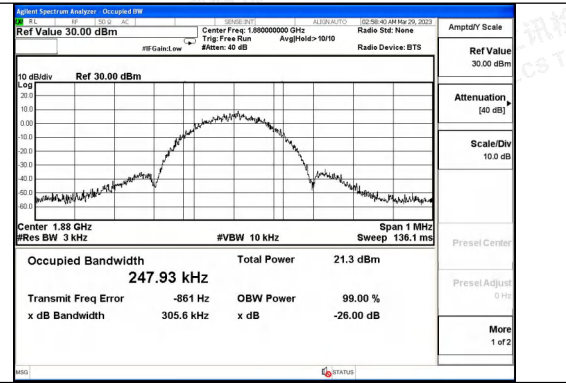 Agilent Spectrum Analyzer - Occupied BW
RL RF 50 Ω AC SENSE:INT ALIGN AUTO 02:58:40 AM Mar 29, 2023
Ref Value 30.00 dBm
Center Freq: 1.880000000 GHz
Radio Std: None
Trig: Free Run Avg|Hold:>10/10
#IFGain:Low #Atten: 40 dB Radio Device: BTS
10 dB/div Ref 30.00 dBm
Log
20.0
10.0
0.00
-10.0
-20.0
-30.0
-40.0
-50.0
-60.0
Center 1.88 GHz Span 1 MHz
#Res BW 3 kHz #VBW 10 kHz Sweep 136.1 ms
Occupied Bandwidth Total Power 21.3 dBm
247.93 kHz
Transmit Freq Error -861 Hz OBW Power 99.00 %
x dB Bandwidth 305.6 kHz x dB -26.00 dB
MSG STATUS
Amptd/Y Scale
Ref Value
30.00 dBm
Attenuation
[40 dB]
Scale/Div
10.0 dB
Presel Center
Presel Adjust
0 Hz
More
1 of 2